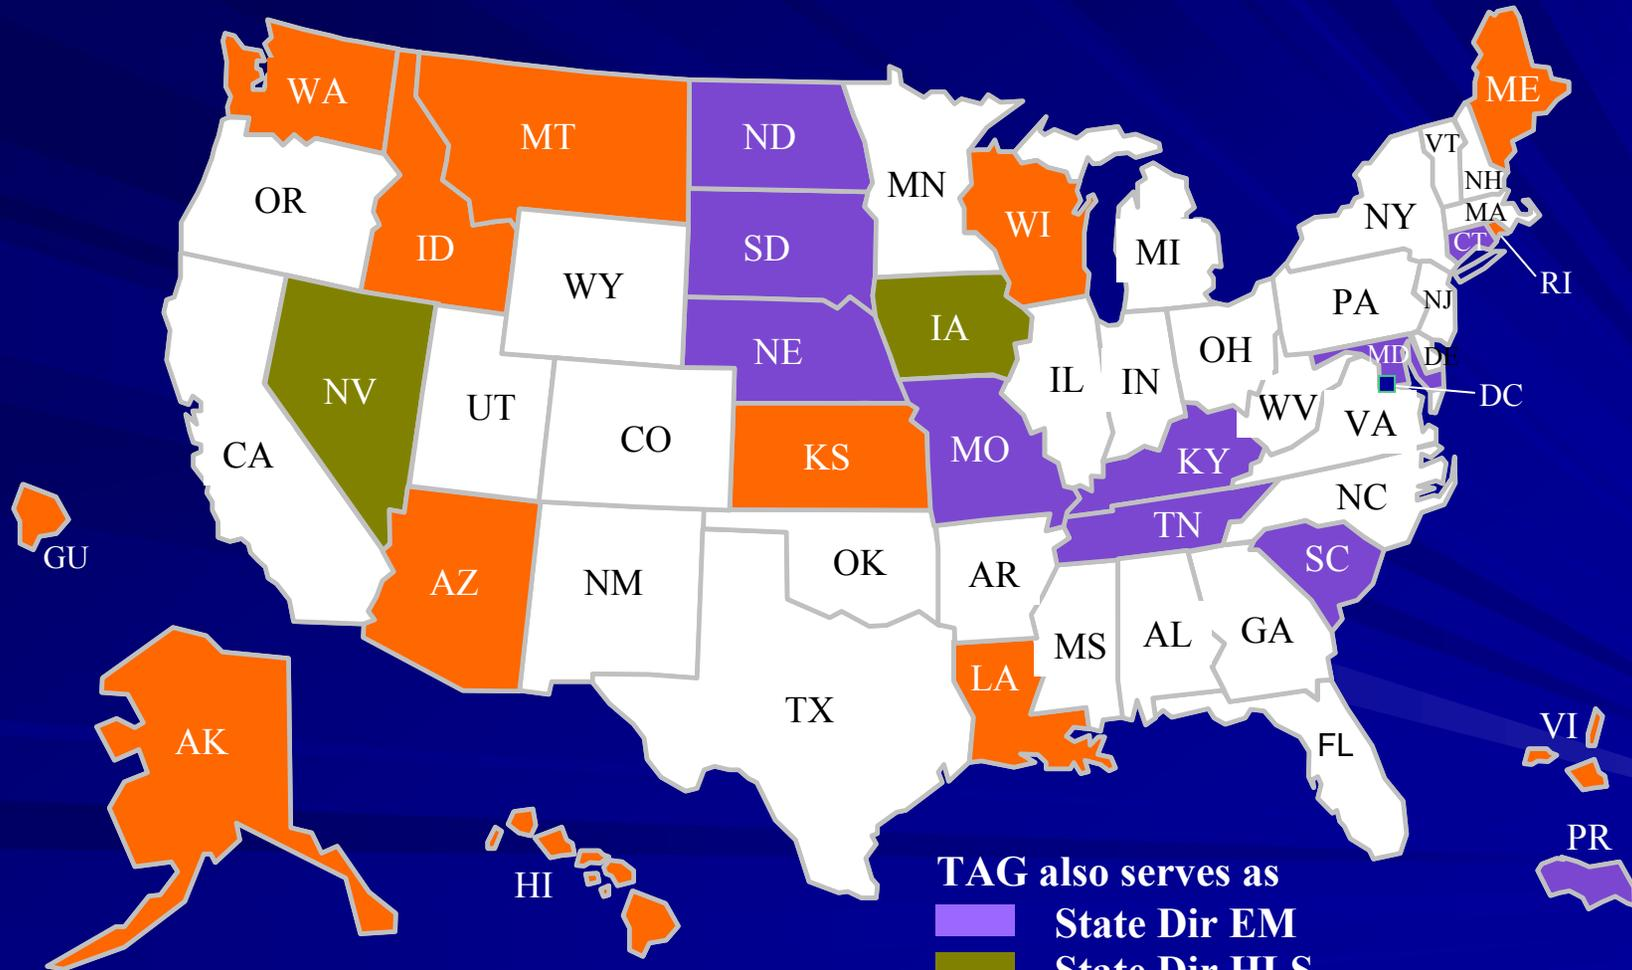 WA
MT
ND
MN
ME
VT
NH
OR
ID
SD
WI
NY
MA
CT
WY
MI
RI
IA
PA
NJ
NE
OH
MD
DE
NV
UT
IL
IN
DC
CO
WV
VA
CA
KS
MO
KY
NC
GU
TN
SC
AZ
NM
OK
AR
MS
AL
GA
LA
TX
AK
VI
FL
PR
HI
TAG also serves as
State Dir EM
State Dir HLS